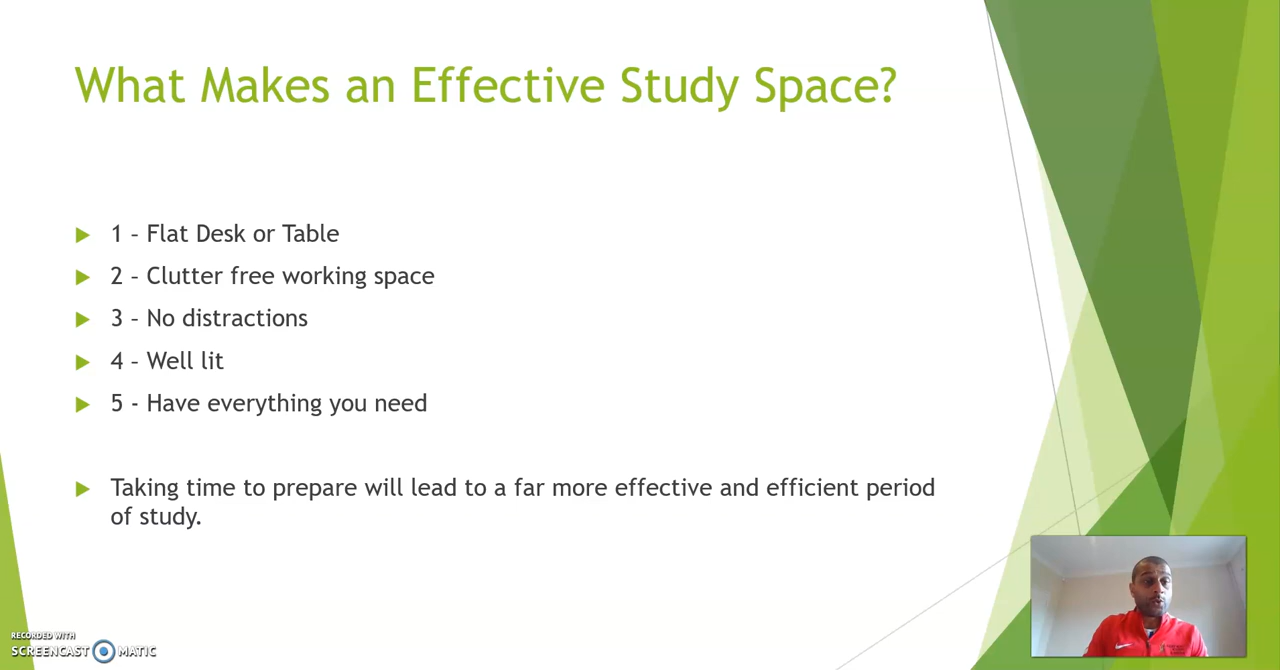 What Makes an Effective Study Space?
1 – Flat Desk or Table
2 – Clutter free working space
3 – No distractions
4 – Well lit
5 - Have everything you need
Taking time to prepare will lead to a far more effective and efficient period
of study.
RECORDED WITH
SCREENCAST MATIC